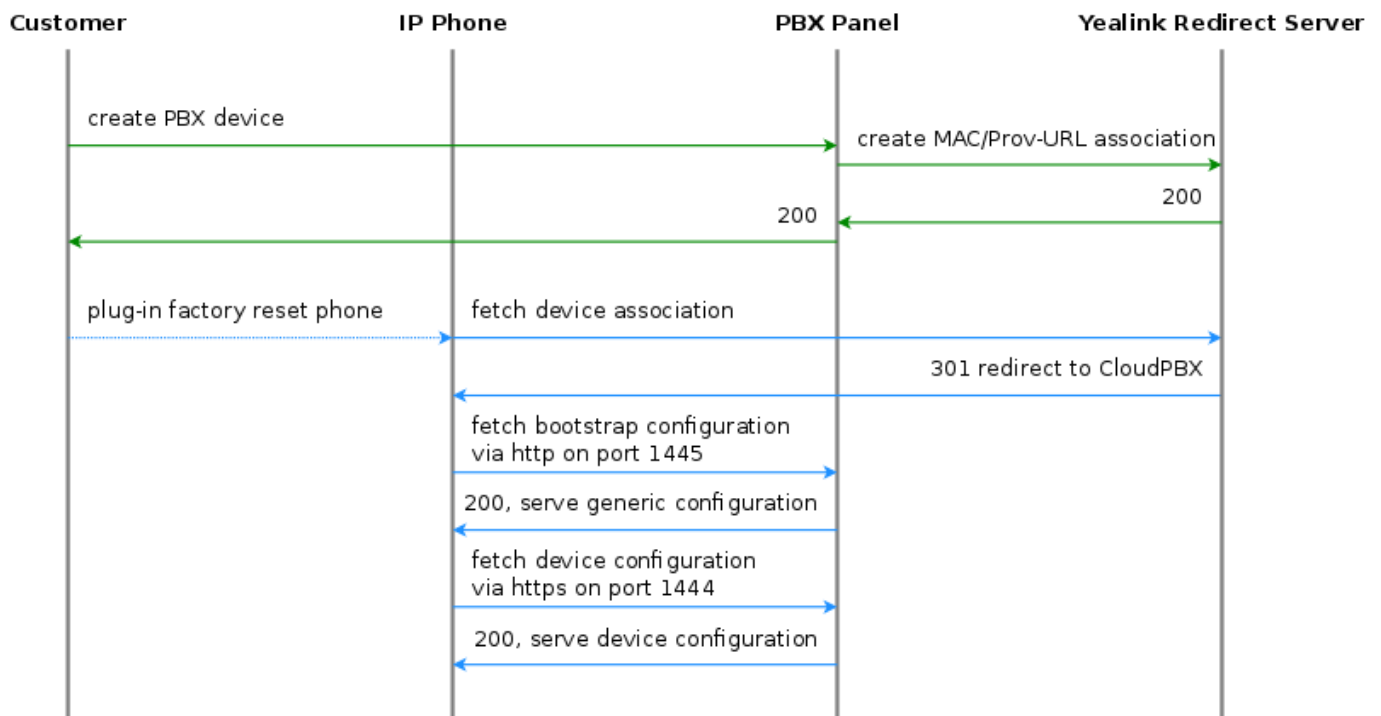 Customer
IP Phone
PBX Panel
Yealink Redirect Server
create PBX device
create MAC/Prov-URL association
200
200
plug-in factory reset phone
fetch device association
301 redirect to CloudPBX
fetch bootstrap configuration
via http on port 1445
200, serve generic configuration
fetch device configuration
via https on port 1444
200, serve device configuration